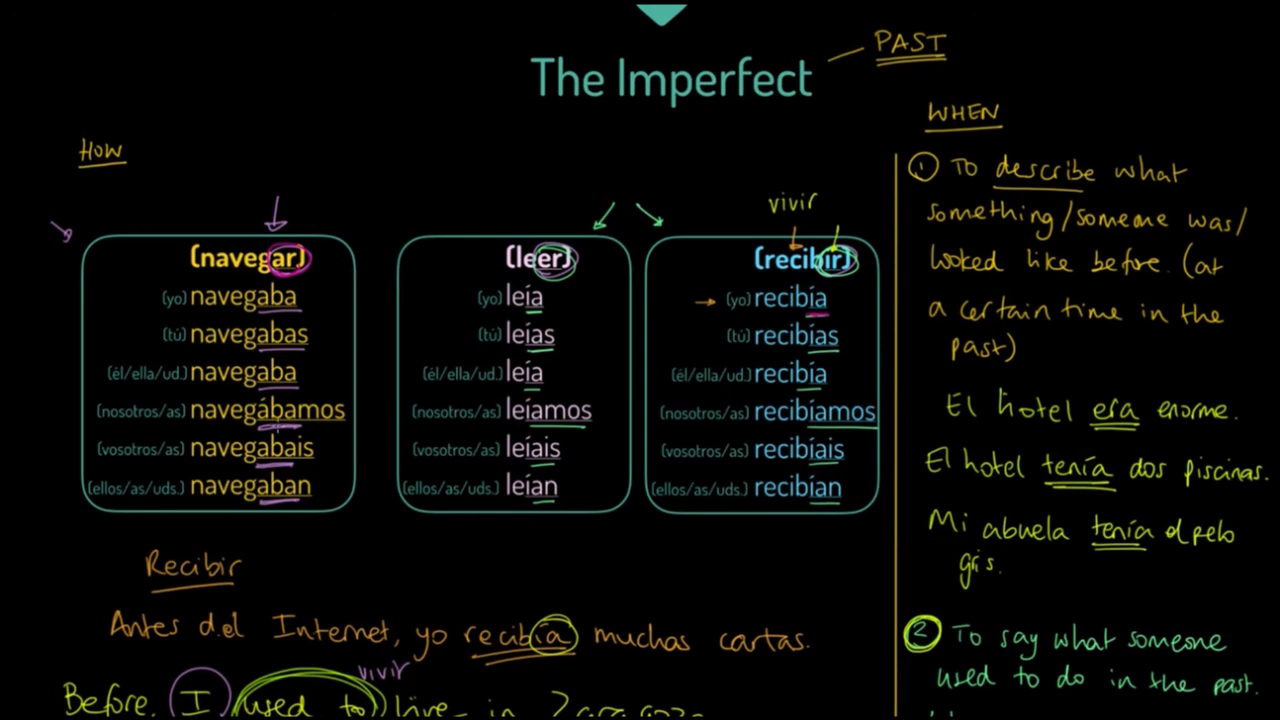 The Imperfect
PAST
HOW
(navegar)
(yo) navegaba
(tú) navegabas
(él/ella/ud.) navegaba
(nosotros/as) navegábamos
(vosotros/as) navegabais
(ellos/as/uds.) navegaban
(leer)
(yo) leía
(tú) leías
(él/ella/ud.) leía
(nosotros/as) leíamos
(vosotros/as) leíais
(ellos/as/uds.) leían
vivir
(recibir)
(yo) recibía
(tú) recibías
(él/ella/ud.) recibía
(nosotros/as) recibíamos
(vosotros/as) recibíais
(ellos/as/uds.) recibían
Recibir
Antes del Internet, yo recibía muchas cartas.
vivir
Before, I used to live in
WHEN
1 To describe what
something/someone was/
looked like before. (at
a certain time in the
past)
El hotel era enorme.
El hotel tenía dos piscinas.
Mi abuela tenía el pelo
gris.
2 To say what someone
used to do in the past.